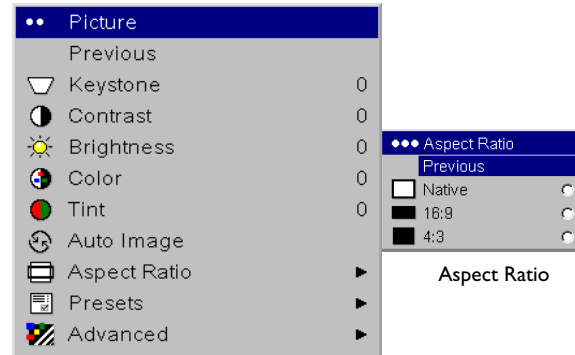 Picture
Previous
Keystone 0
Contrast 0
Brightness 0
Color 0
Tint 0
Auto Image
Aspect Ratio
Presets
Advanced
Aspect Ratio
Previous
Native
16:9
4:3
Aspect Ratio